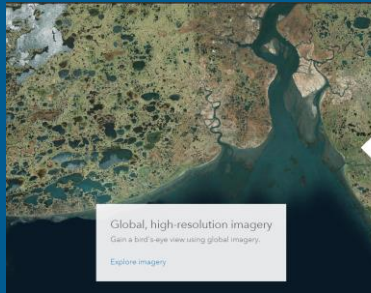 Global, high-resolution imagery
Gain a bird's-eye view using global imagery.
Explore imagery